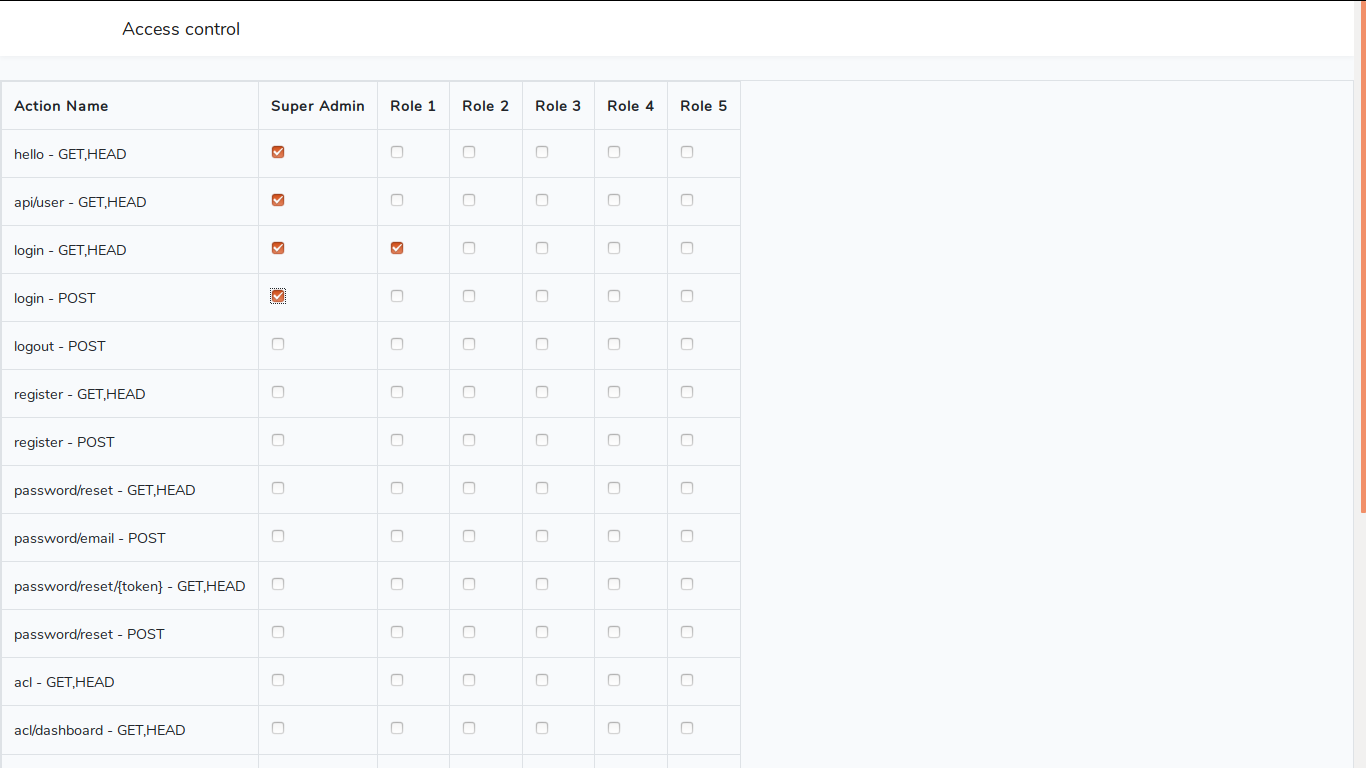 Access control
Action Name Super Admin Role 1 Role 2 Role 3 Role 4 Role 5
hello - GET,HEAD
api/user - GET,HEAD
login - GET,HEAD
login - POST
logout - POST
register - GET,HEAD
register - POST
password/reset - GET,HEAD
password/email - POST
password/reset/{token} - GET,HEAD
password/reset - POST
acl - GET,HEAD
acl/dashboard - GET,HEAD